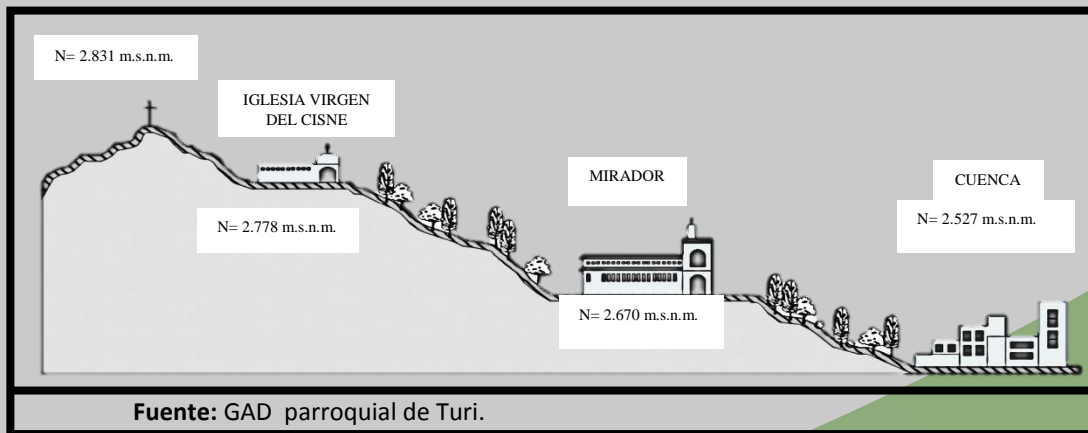 N= 2.831 m.s.n.m.
IGLESIA VIRGEN
DEL CISNE
N= 2.778 m.s.n.m.
MIRADOR
N= 2.670 m.s.n.m.
CUENCA
N= 2.527 m.s.n.m.
Fuente: GAD parroquial de Turi.